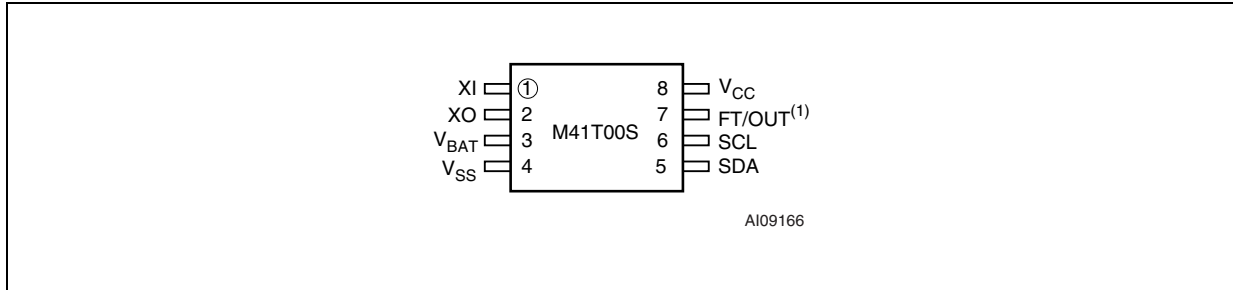 XI 1 8 VCC
XO 2 7 FT/OUT(1)
VBAT 3 M41T00S 6 SCL
VSS 4 5 SDA
AI09166